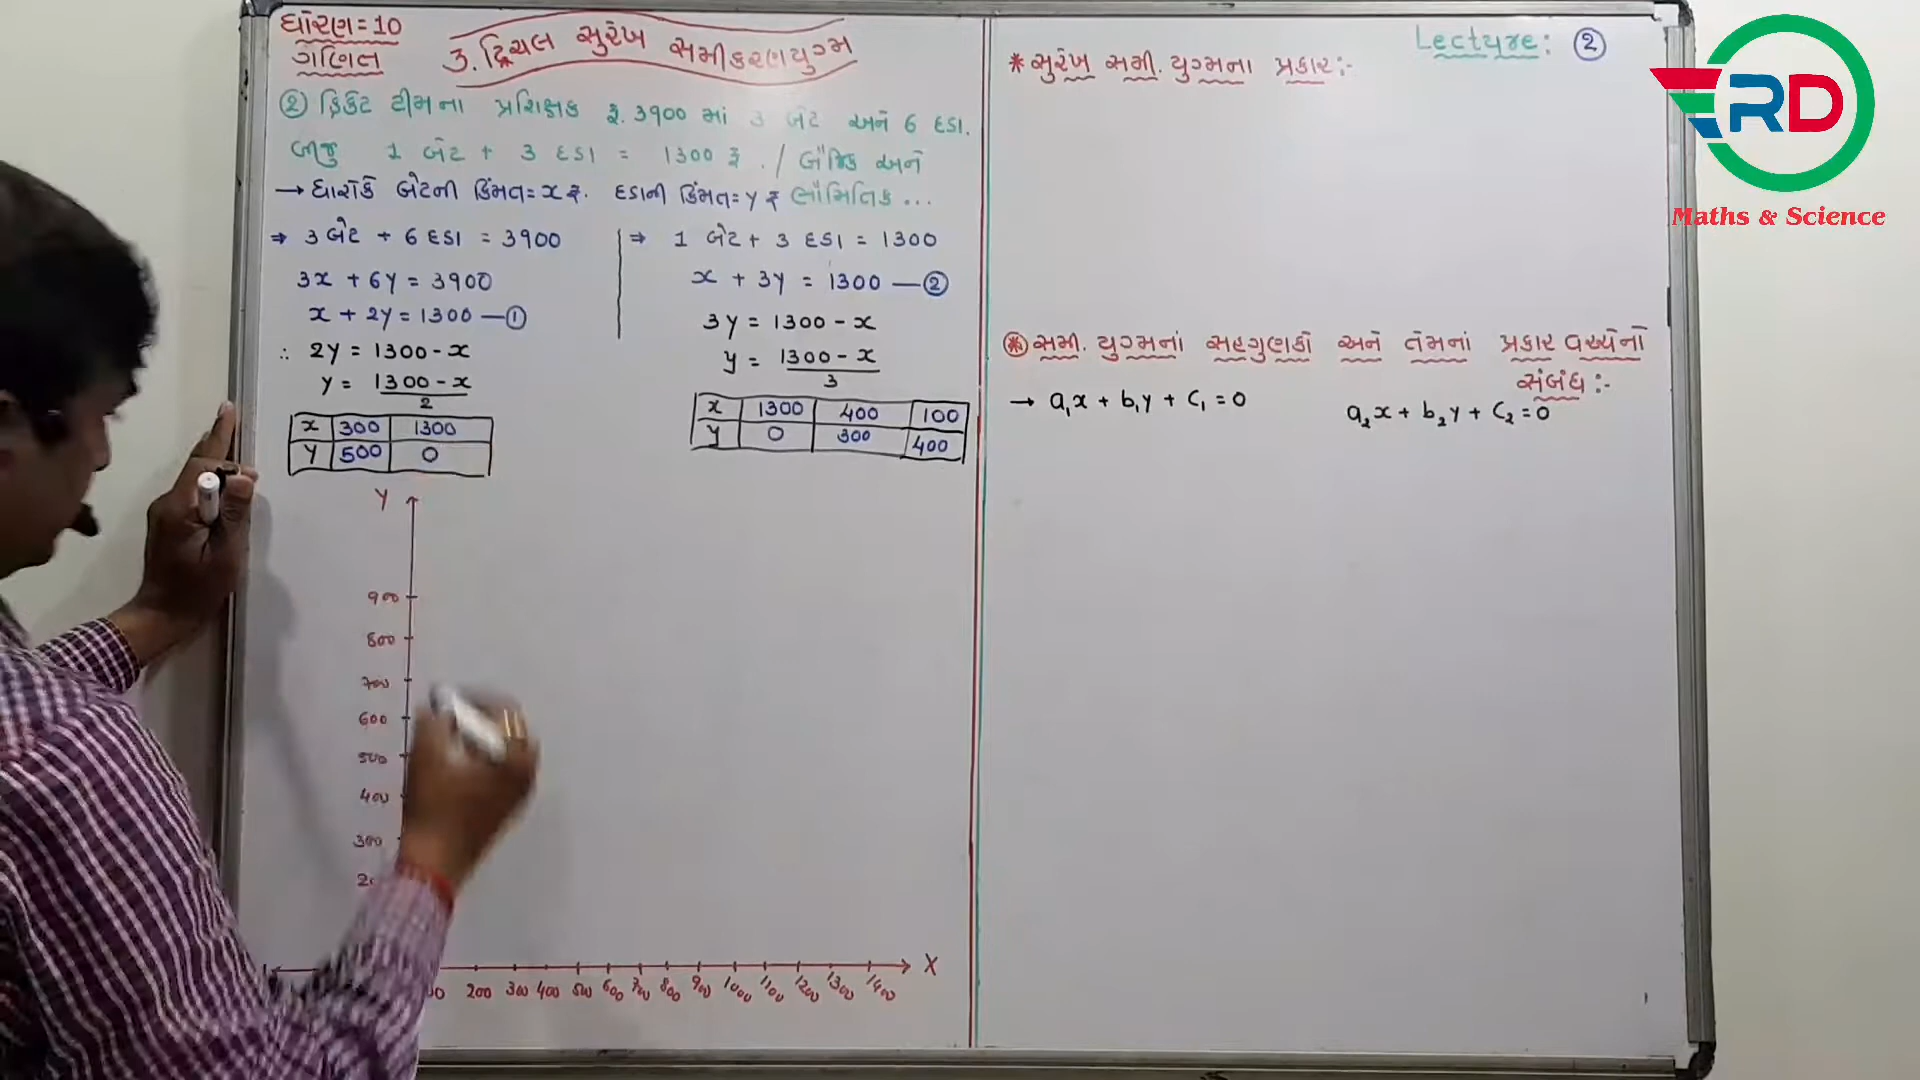 ધોરણ=10
ગણિત
3. દ્વિચલ સુરેખ સમીકરણયુગ્મ
② ક્રિકેટ ટીમના પ્રશિક્ષક રૂ. 3900 માં 3 બેટ અને 6 દડા.
બીજુ 1 બેટ + 3 દડા = 1300 રૂ. / બૈજિક અને
→ ધારોકે બેટની કિંમત = x રૂ. દડાની કિંમત = y રૂ ભૌમિતિક ...
⇒ 3 બેટ + 6 દડા = 3900
3x + 6y = 3900
x + 2y = 1300 —①
∴ 2y = 1300 - x
y = 1300 - x
2
x 300 1300
y 500 0
⇒ 1 બેટ + 3 દડા = 1300
x + 3y = 1300 —②
3y = 1300 - x
y = 1300 - x
3
x 1300 400 100
y 0 300 400
Y
900
800
700
600
500
400
300
200 300 400 500 600 700 800 900 1000 1100 1200 1300 1400 X
Lecture: ②
* સુરેખ સમી. યુગ્મના પ્રકાર :-
* સમી. યુગ્મનાં સહગુણકો અને તેમનાં પ્રકાર વચ્ચેનો
સંબંધ :-
→ a₁x + b₁y + c₁ = 0
a₂x + b₂y + c₂ = 0
RD
Maths & Science